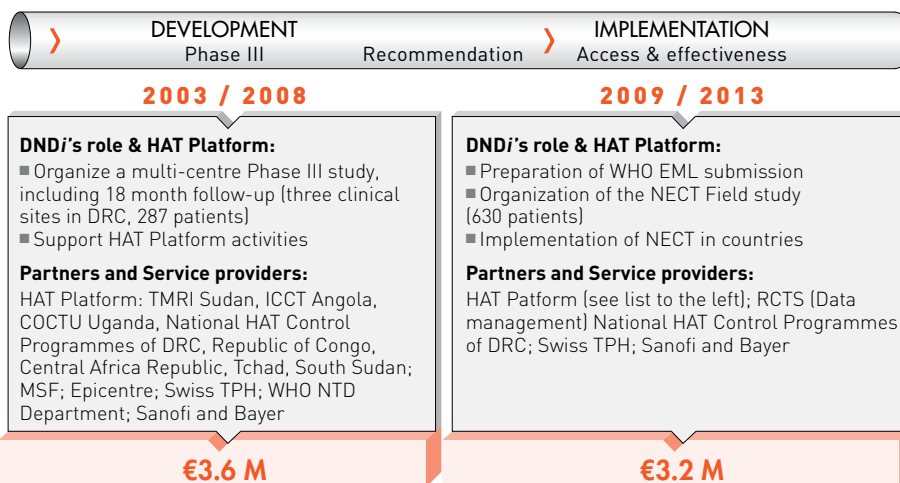 DEVELOPMENT
Phase III
Recommendation
IMPLEMENTATION
Access & effectiveness
2003 / 2008
DNDi's role & HAT Platform:
■ Organize a multi-centre Phase III study,
including 18 month follow-up (three clinical
sites in DRC, 287 patients)
■ Support HAT Platform activities
Partners and Service providers:
HAT Platform: TMRI Sudan, ICCT Angola,
COCTU Uganda, National HAT Control
Programmes of DRC, Republic of Congo,
Central Africa Republic, Tchad, South Sudan;
MSF; Epicentre; Swiss TPH; WHO NTD
Department; Sanofi and Bayer
€3.6 M
2009 / 2013
DNDi's role & HAT Platform:
■ Preparation of WHO EML submission
■ Organization of the NECT Field study
(630 patients)
■ Implementation of NECT in countries
Partners and Service providers:
HAT Patform (see list to the left); RCTS (Data
management) National HAT Control Programmes
of DRC; Swiss TPH; Sanofi and Bayer
€3.2 M